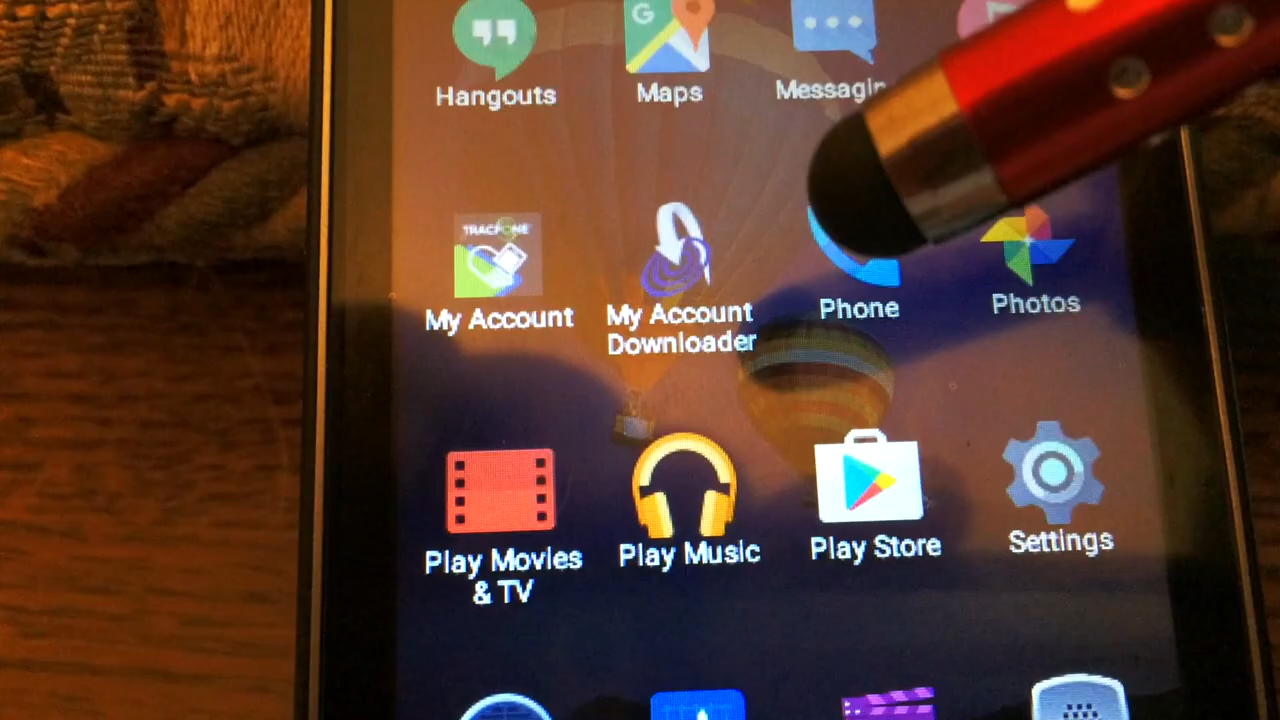 G
Hangouts
Maps
Messagin
TRACFONE
My Account
My Account
Downloader
Phone
Photos
Play Movies
& TV
Play Music
Play Store
Settings